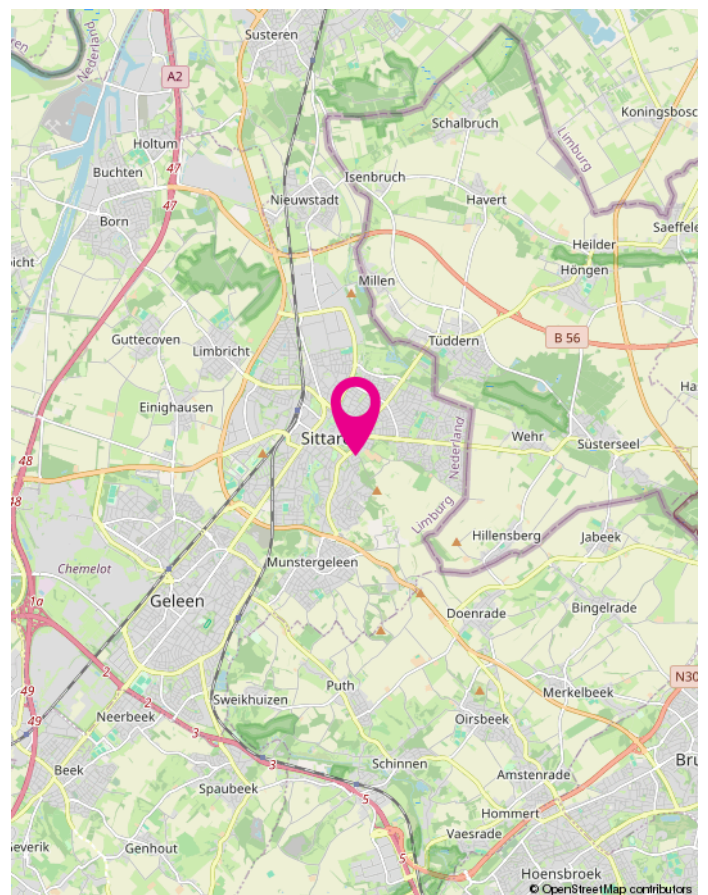 Susteren
Nederland
A2
Koningsbosc
Schalbruch
Limburg
Holtum
47
Buchten
Isenbruch
47
Nieuwstadt
Havert
Born
Saeffele
Heilder
Höngen
Millen
Guttecoven
Tüddern
B 56
Limbricht
Einighausen
Nederland
Sittard
Wehr
Süsterseel
48
48
Limburg
Hillensberg
Jabeek
Chemelot
Munstergeleen
1a
Geleen
Doenrade
Bingelrade
2
N30
Puth
Merkelbeek
49
2
Sweikhuizen
49
Neerbeek
3
Oirsbeek
Bru
Beek
3
Schinnen
Amstenrade
Spaubeek
5
Hommert
Vaesrade
Genhout
5
Hoensbroek
© OpenStreetMap contributors